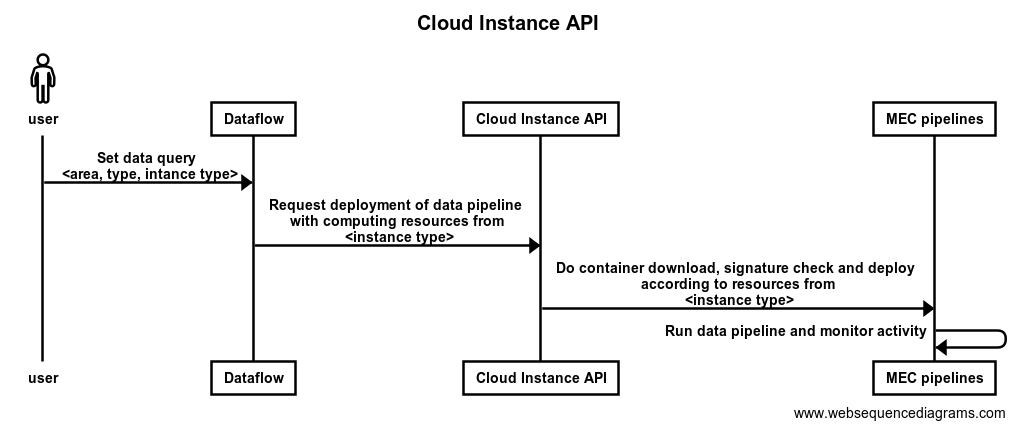 Cloud Instance API
user
Dataflow
Cloud Instance API
MEC pipelines
Set data query
<area, type, intance type>
Request deployment of data pipeline
with computing resources from
<instance type>
Do container download, signature check and deploy
according to resources from
<instance type>
Run data pipeline and monitor activity
user
Dataflow
Cloud Instance API
MEC pipelines
www.websequencediagrams.com